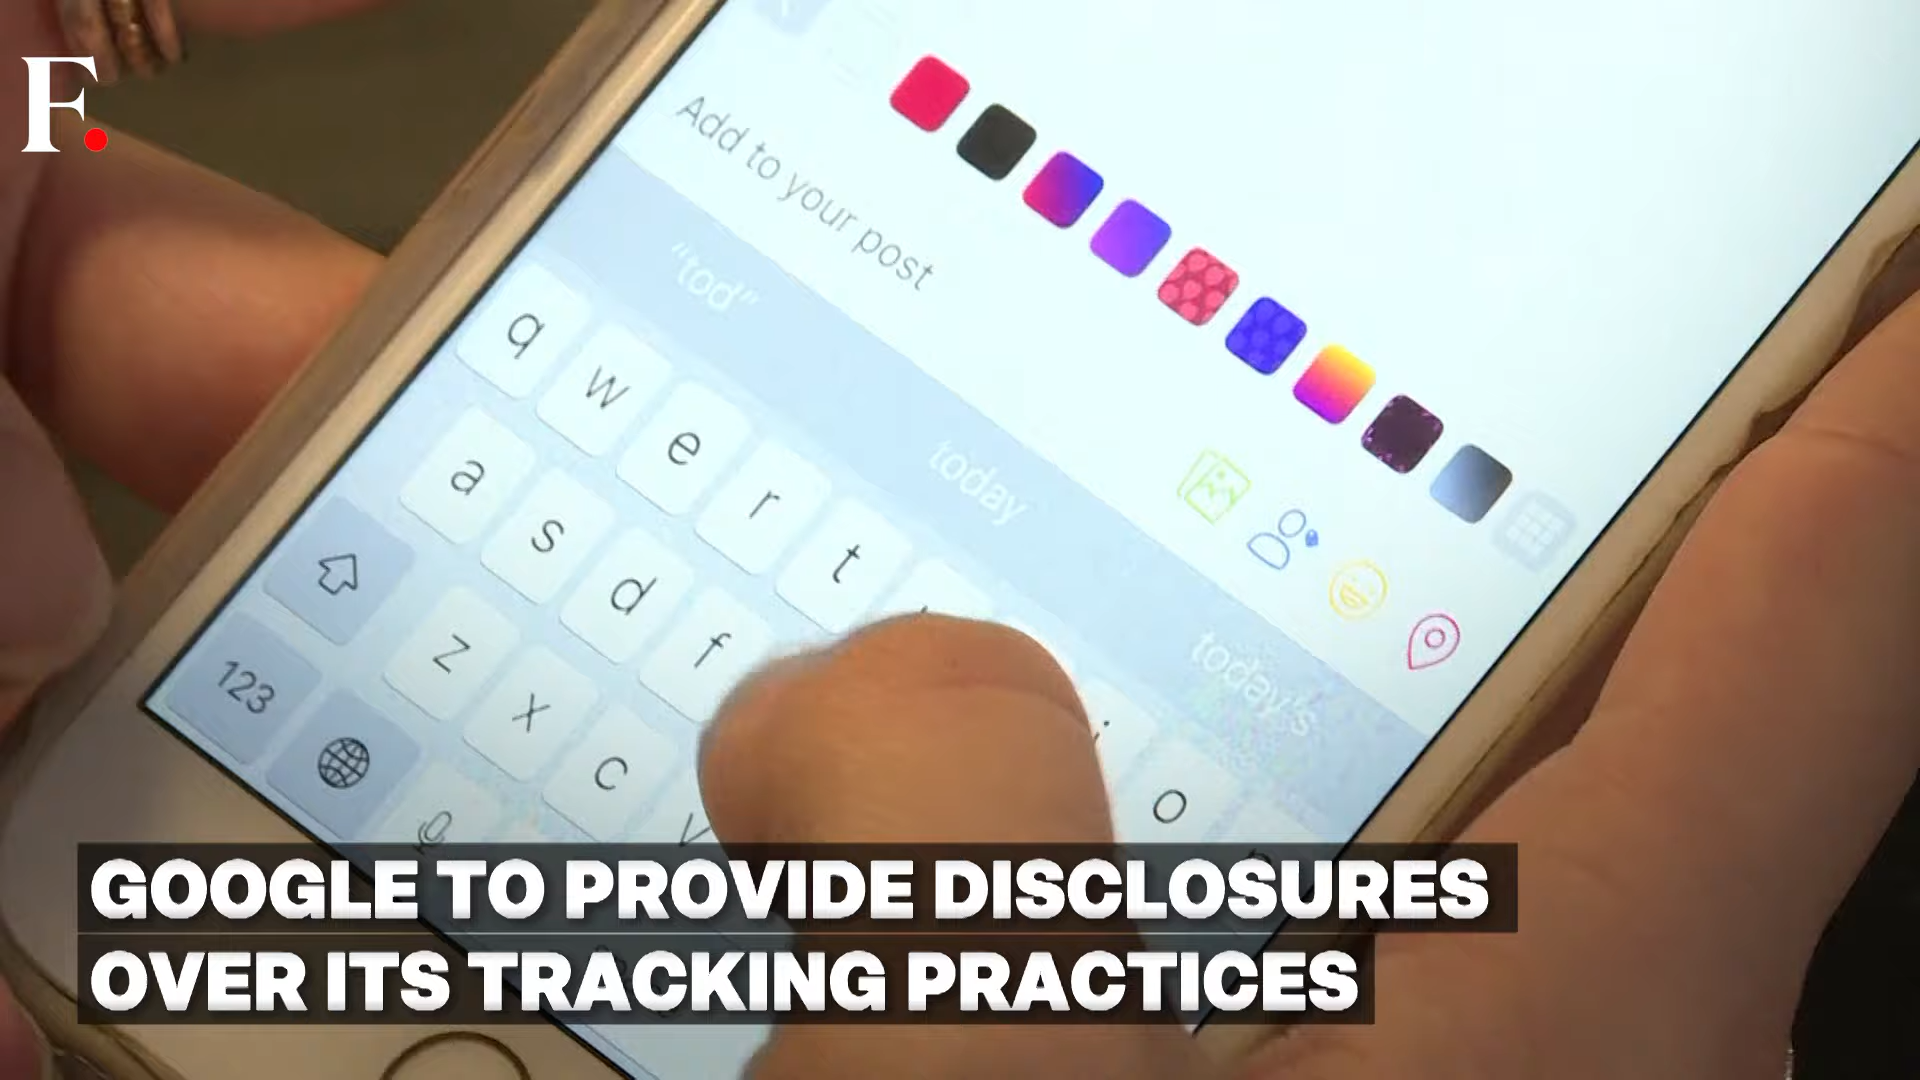 F.
Add to your post
"tod" today today's
q w e r t
a s d f
z x c v
i o
123
GOOGLE TO PROVIDE DISCLOSURES
OVER ITS TRACKING PRACTICES